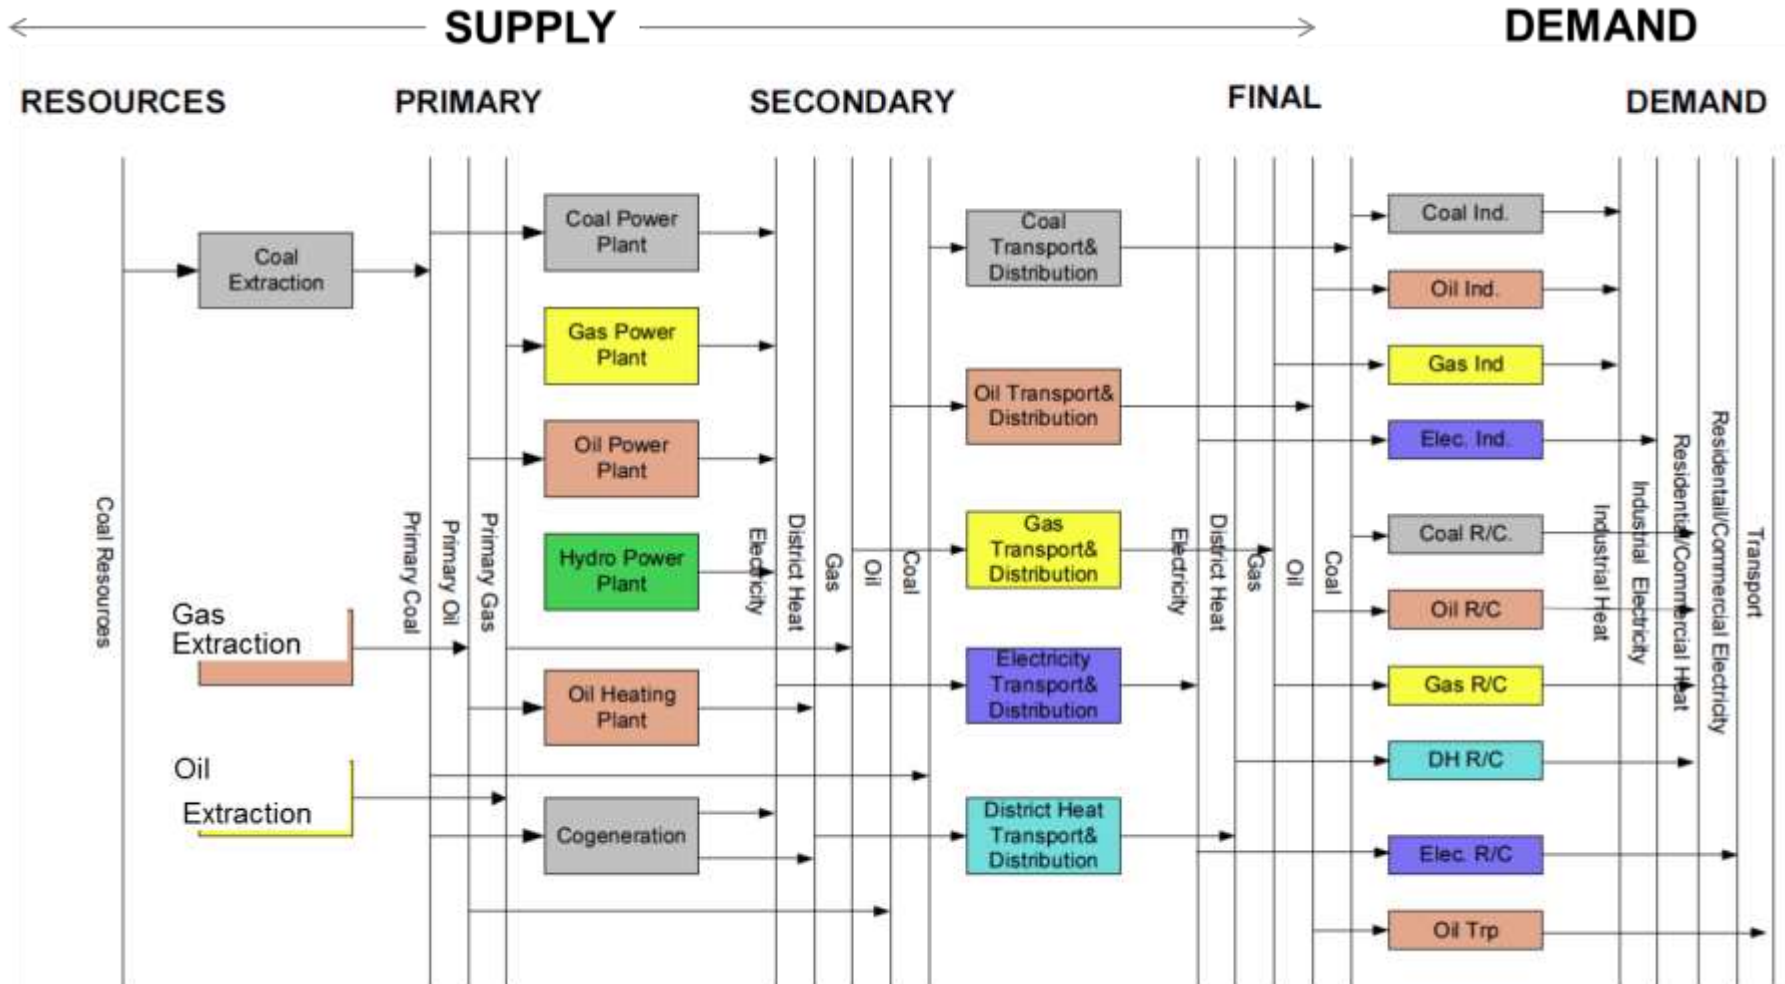 SUPPLY
DEMAND
RESOURCES
PRIMARY
SECONDARY
FINAL
DEMAND
Coal Resources
Coal
Extraction
Gas
Extraction
Oil
Extraction
Primary Coal
Primary Oil
Primary Gas
Coal Power
Plant
Gas Power
Plant
Oil Power
Plant
Hydro Power
Plant
Oil Heating
Plant
Cogeneration
Electricity
District Heat
Gas
Oil
Coal
Coal
Transport&
Distribution
Oil Transport&
Distribution
Gas
Transport&
Distribution
Electricity
Transport&
Distribution
District Heat
Transport&
Distribution
Electricity
District Heat
Gas
Oil
Coal
Coal Ind.
Oil Ind.
Gas Ind
Elec. Ind.
Coal R/C.
Oil R/C
Gas R/C
DH R/C
Elec. R/C
Oil Trp
Industrial Heat
Industrial Electricity
Residential/Commercial Heat
Residentail/Commercial Electricity
Transport